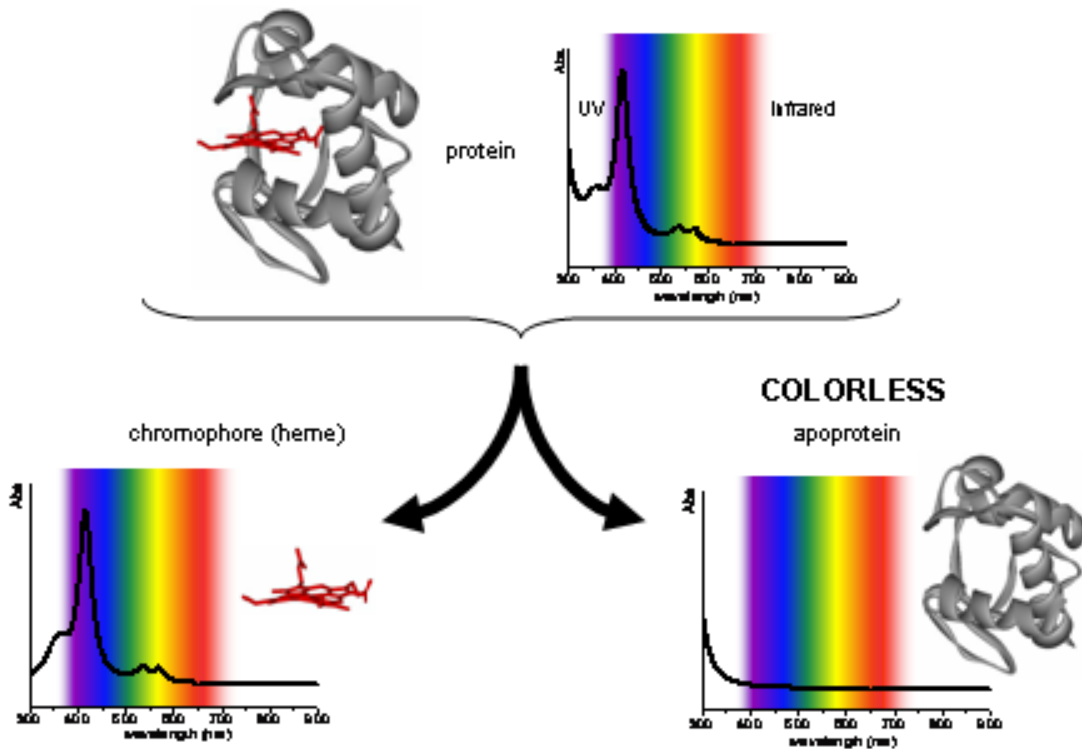 Abs
UV
Infrared
protein
300 400 500 600 700 800 900
wavelength (nm)
COLORLESS
chromophore (heme)
apoprotein
Abs
Abs
300 400 500 600 700 800 900
wavelength (nm)
300 400 500 600 700 800 900
wavelength (nm)